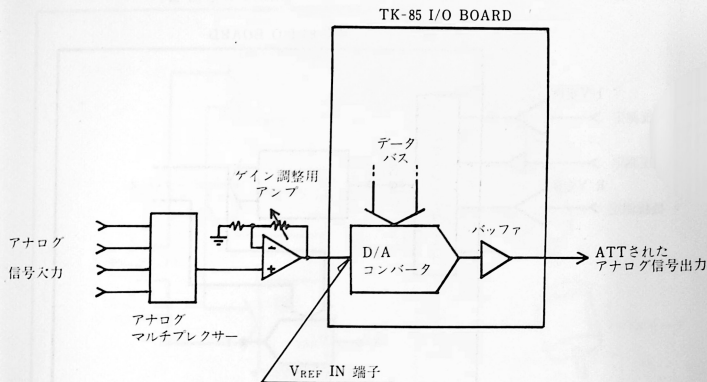 TK-85 I/O BOARD
データ
バス
ゲイン調整用
アンプ
アナログ
信号入力
D/A
コンバータ
バッファ
ATTされた
アナログ信号出力
アナログ
マルチプレクサー
VREF IN 端子